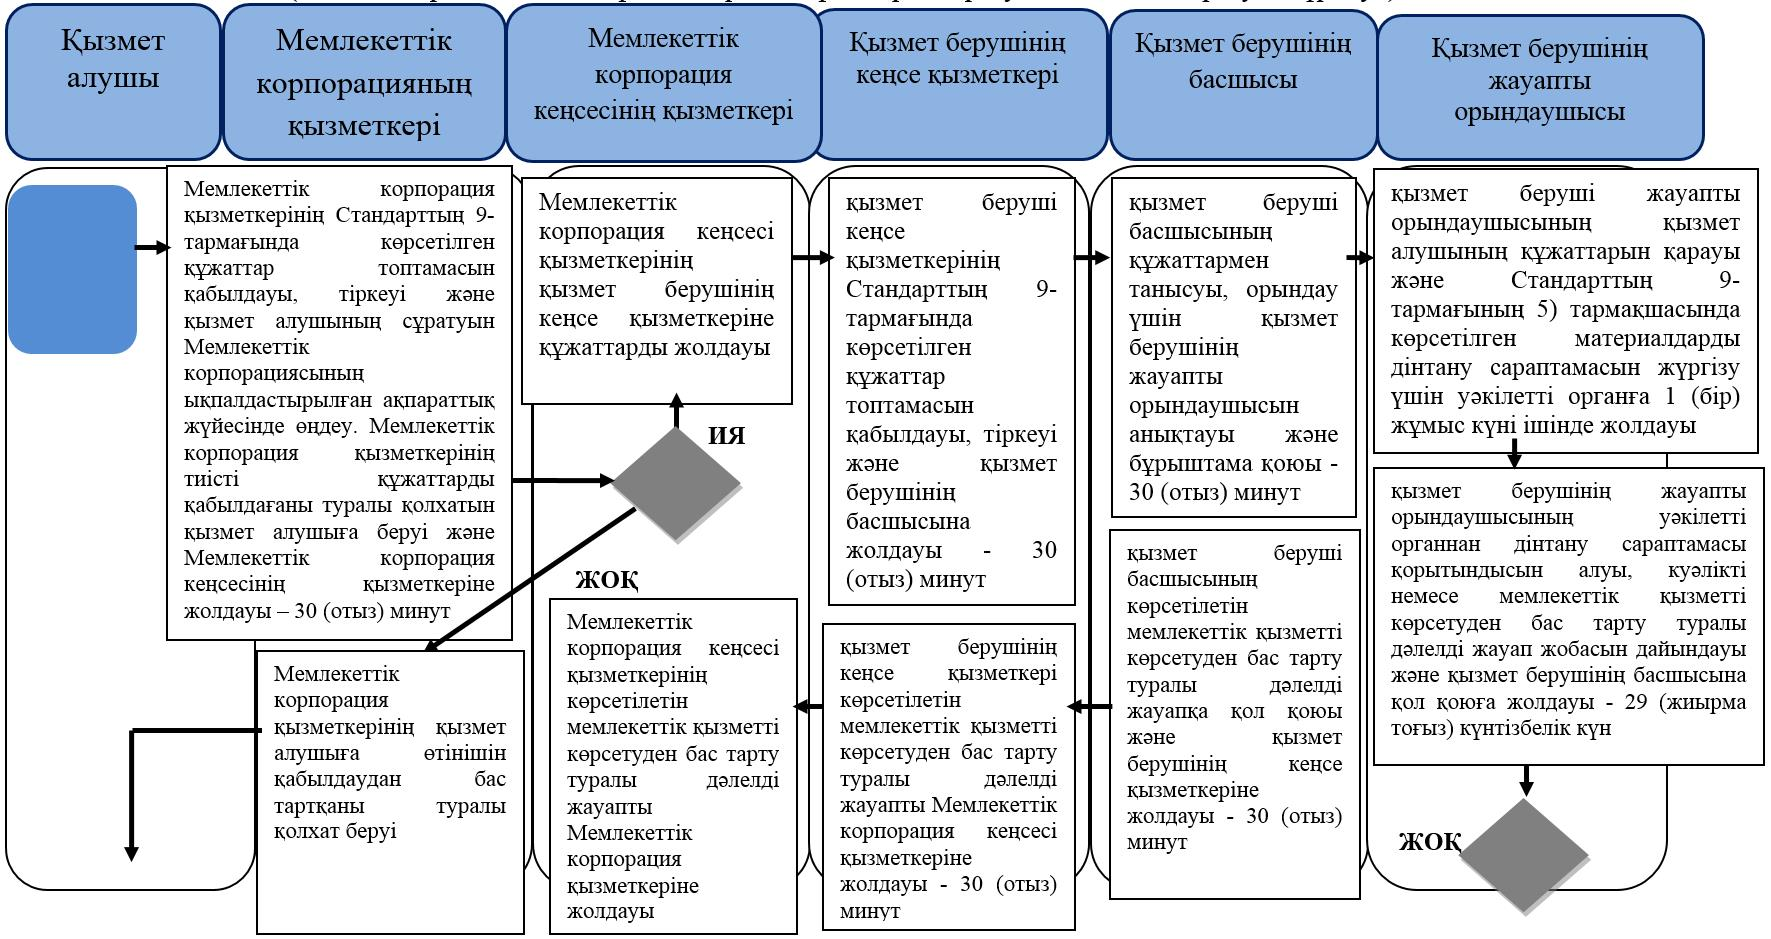 Қызмет
алушы
Мемлекеттік
корпорацияның
қызметкері
Мемлекеттік
корпорация
кеңсесінің қызметкері
Қызмет берушінің
кеңсе қызметкері
Қызмет берушінің
басшысы
Қызмет берушінің
жауапты
орындаушысы
Мемлекеттік корпорация
қызметкерінің Стандарттың 9-
тармағында көрсетілген
құжаттар топтамасын
қабылдауы, тіркеуі және
қызмет алушының сұратуын
Мемлекеттік
корпорациясының
ықпалдастырылған ақпараттық
жүйесінде өңдеу. Мемлекеттік
корпорация қызметкерінің
тиісті құжаттарды
қабылдағаны туралы қолхатын
қызмет алушыға беруі және
Мемлекеттік корпорация
кеңсесінің қызметкеріне
жолдауы – 30 (отыз) минут
Мемлекеттік
корпорация кеңсесі
қызметкерінің
қызмет берушінің
кеңсе қызметкеріне
құжаттарды жолдауы
қызмет беруші
кеңсе
қызметкерінің
Стандарттың 9-
тармағында
көрсетілген
құжаттар
топтамасын
қабылдауы, тіркеуі
және қызмет
берушінің
басшысына
жолдауы - 30
(отыз) минут
қызмет беруші
басшысының
құжаттармен
танысуы, орындау
үшін қызмет
берушінің
жауапты
орындаушысын
анықтауы және
бұрыштама қоюы -
30 (отыз) минут
қызмет беруші жауапты
орындаушысының қызмет
алушының құжаттарын қарауы
және Стандарттың 9-
тармағының 5) тармақшасында
көрсетілген материалдарды
дінтану сараптамасын жүргізу
үшін уәкілетті органға 1 (бір)
жұмыс күні ішінде жолдауы
ИЯ
ЖОҚ
қызмет берушінің жауапты
орындаушысының уәкілетті
органнан дінтану сараптамасы
қорытындысын алуы, куәлікті
немесе мемлекеттік қызметті
көрсетуден бас тарту туралы
дәлелді жауап жобасын дайындауы
және қызмет берушінің басшысына
қол қоюға жолдауы - 29 (жиырма
тоғыз) күнтізбелік күн
қызмет беруші
басшысының
көрсетілетін
мемлекеттік қызметті
көрсетуден бас тарту
туралы дәлелді
жауапқа қол қоюы
және қызмет
берушінің кеңсе
қызметкеріне
жолдауы - 30 (отыз)
минут
қызмет берушінің
кеңсе қызметкері
көрсетілетін
мемлекеттік қызметті
көрсетуден бас тарту
туралы дәлелді
жауапты Мемлекеттік
корпорация кеңсесі
қызметкеріне
жолдауы - 30 (отыз)
минут
Мемлекеттік
корпорация кеңсесі
қызметкерінің
көрсетілетін
мемлекеттік қызметті
көрсетуден бас тарту
туралы дәлелді
жауапты
Мемлекеттік
корпорация
қызметкеріне
жолдауы
Мемлекеттік
корпорация
қызметкерінің қызмет
алушыға өтінішін
қабылдаудан бас
тартқаны туралы
қолхат беруі
ЖОҚ